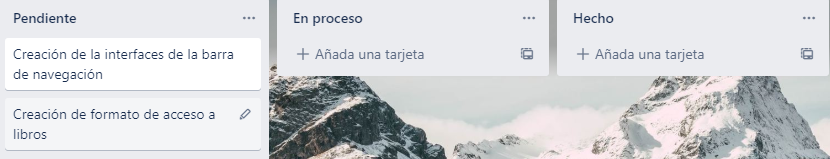 Pendiente
En proceso
Hecho
Creación de la interfaces de la barra
de navegación
Creación de formato de acceso a
libros
Añada una tarjeta
Añada una tarjeta